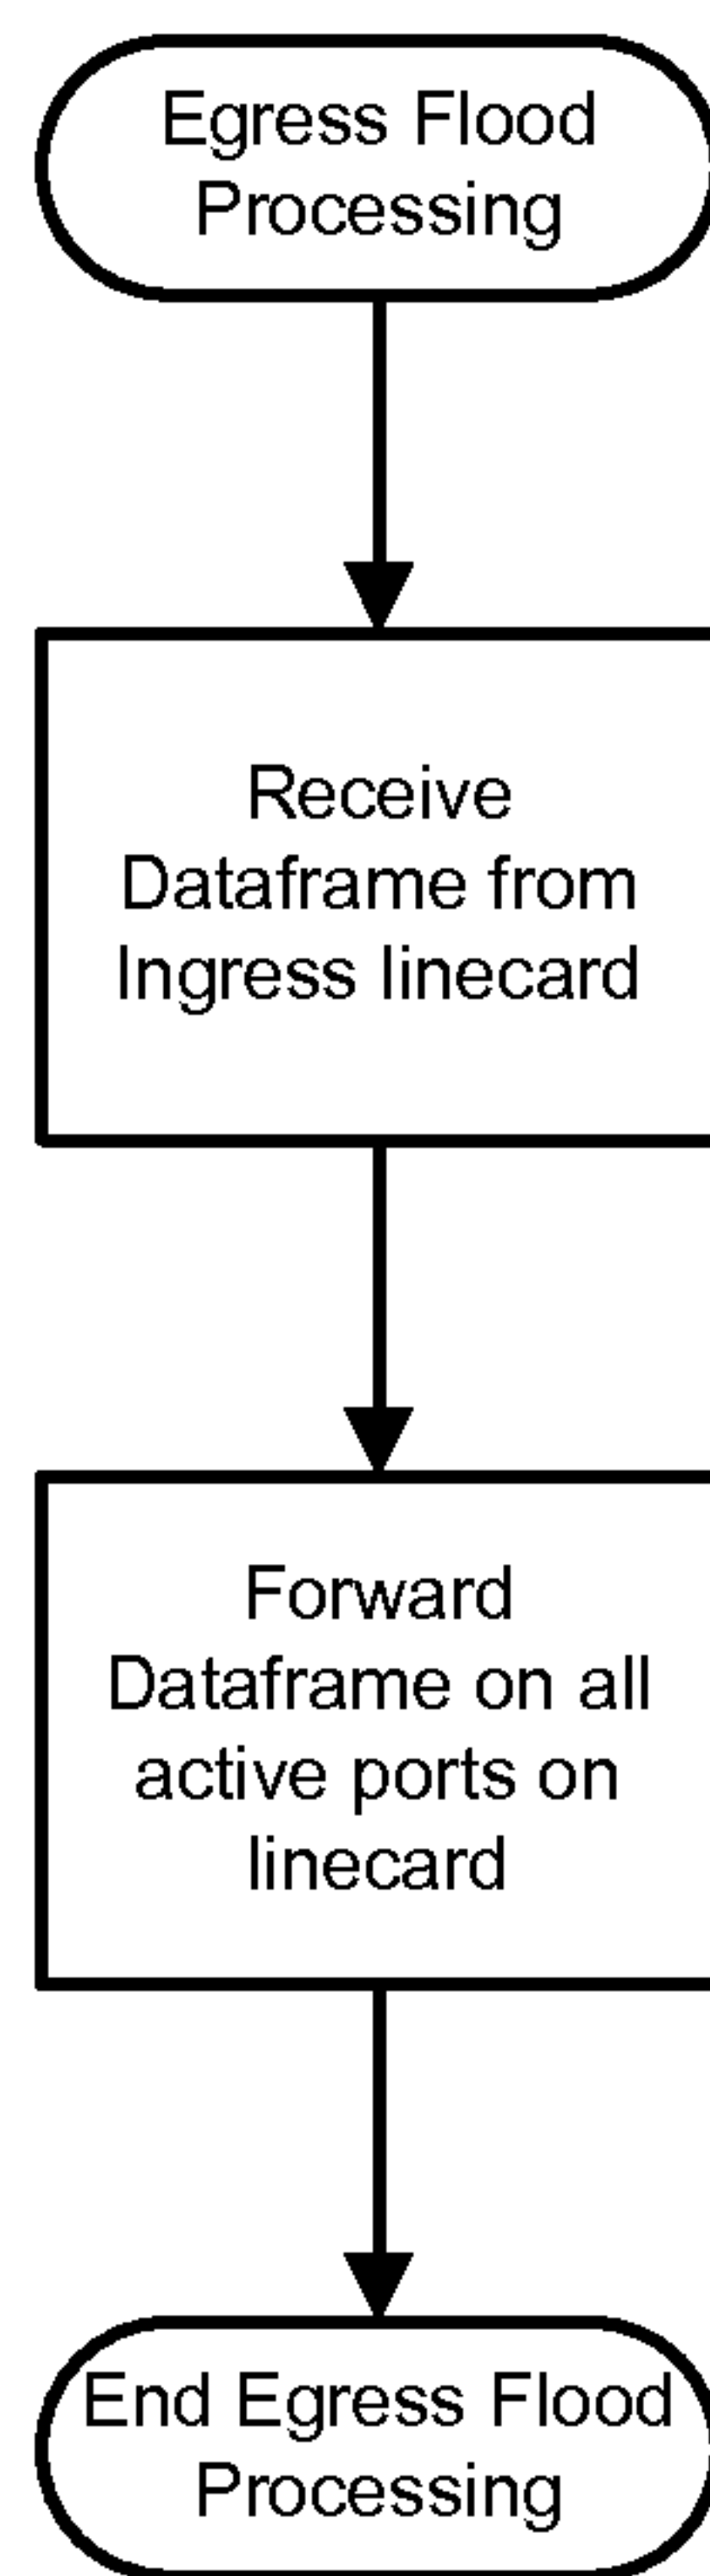 Egress Flood
Processing
Receive
Dataframe from
Ingress linecard
Forward
Dataframe on all
active ports on
linecard
End Egress Flood
Processing